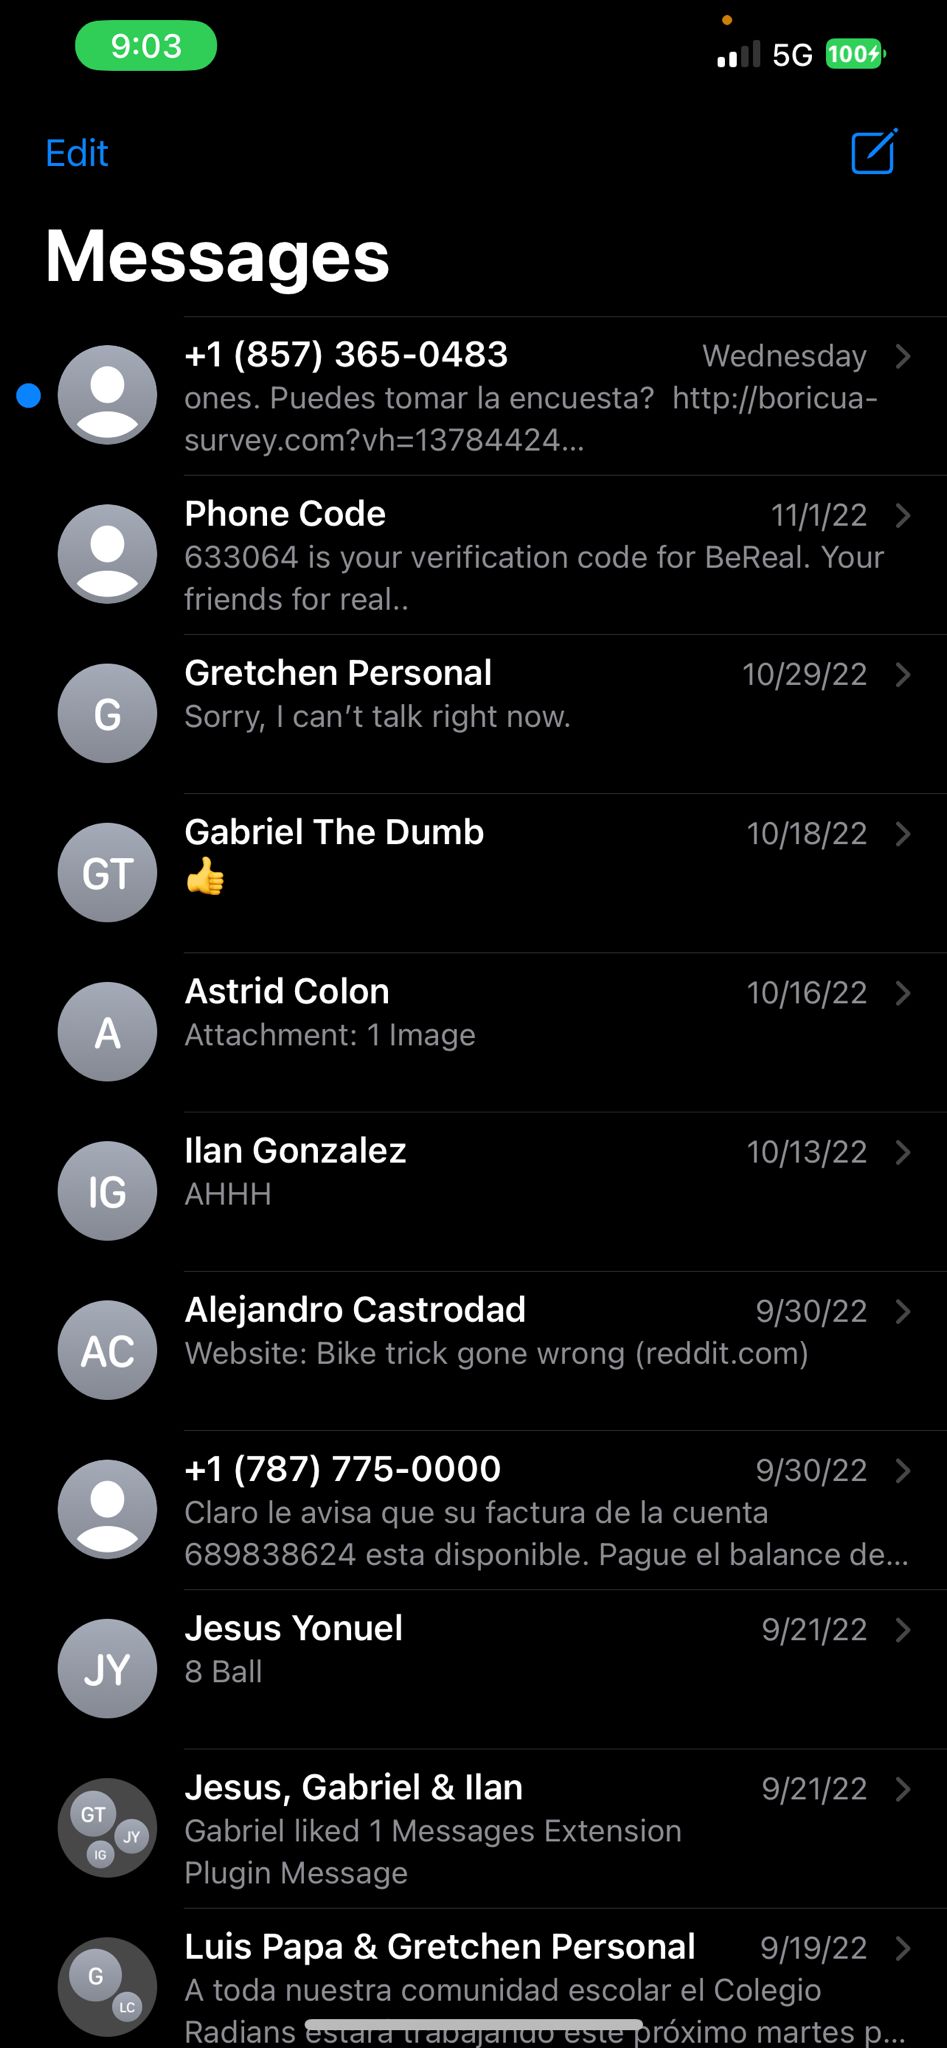 9:03
5G 100
Edit
Messages
+1 (857) 365-0483 Wednesday
ones. Puedes tomar la encuesta? http://boricua-
survey.com?vh=13784424...
Phone Code 11/1/22
633064 is your verification code for BeReal. Your
friends for real..
G
Gretchen Personal 10/29/22
Sorry, I can’t talk right now.
GT
Gabriel The Dumb 10/18/22
👍
A
Astrid Colon 10/16/22
Attachment: 1 Image
IG
Ilan Gonzalez 10/13/22
AHHH
AC
Alejandro Castrodad 9/30/22
Website: Bike trick gone wrong (reddit.com)
+1 (787) 775-0000 9/30/22
Claro le avisa que su factura de la cuenta
689838624 esta disponible. Pague el balance de...
JY
Jesus Yonuel 9/21/22
8 Ball
GT JY IG
Jesus, Gabriel & Ilan 9/21/22
Gabriel liked 1 Messages Extension
Plugin Message
G LC
Luis Papa & Gretchen Personal 9/19/22
A toda nuestra comunidad escolar el Colegio
Radians estará trabajando este próximo martes p...